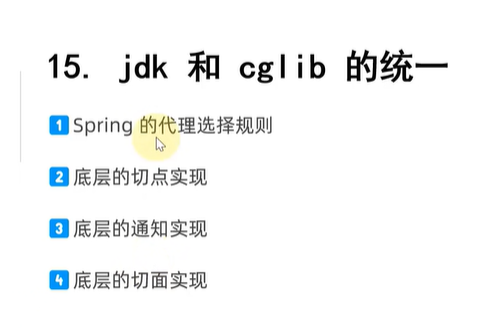 15. jdk 和 cglib 的统一
1 Spring 的代理选择规则
2 底层的切点实现
3 底层的通知实现
4 底层的切面实现